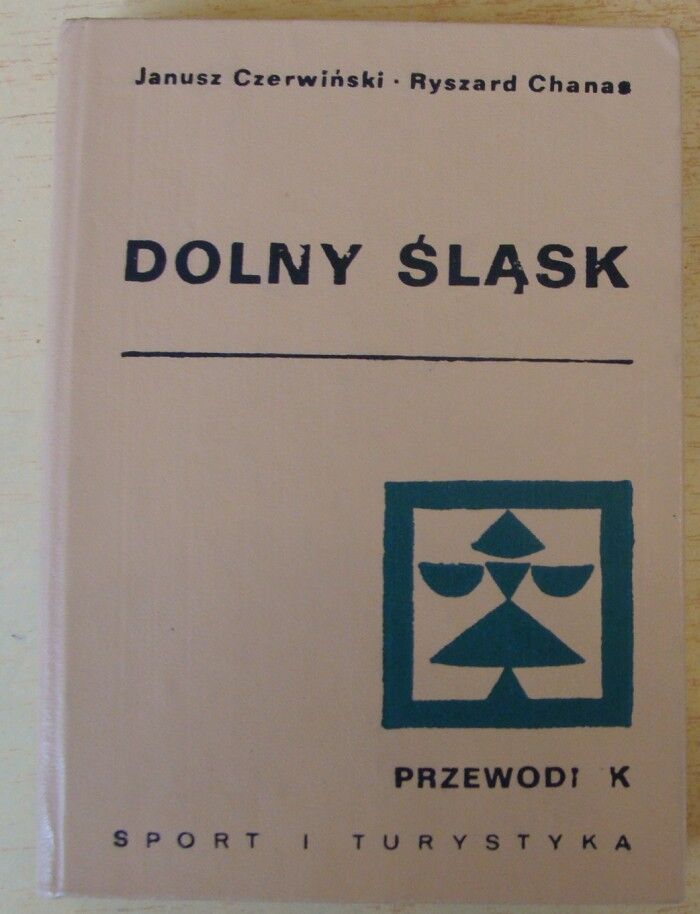 Janusz Czerwiński · Ryszard Chanas
DOLNY ŚLĄSK
PRZEWODI K
SPORT I TURYSTYKA